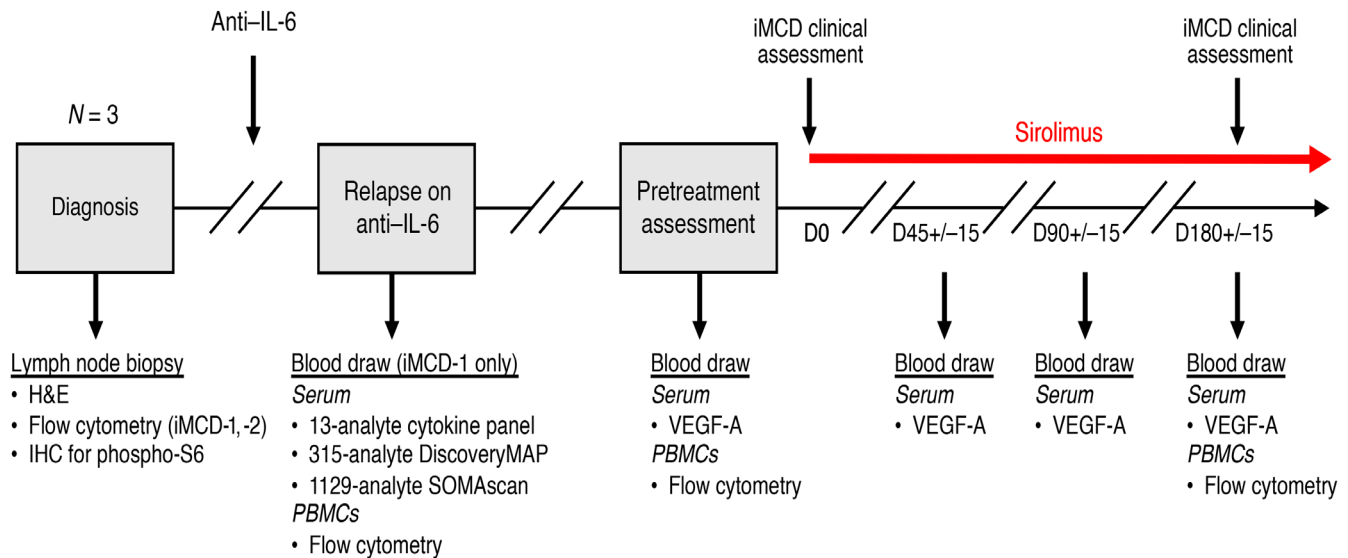 Anti–IL-6
iMCD clinical
assessment
iMCD clinical
assessment
N = 3
Sirolimus
Diagnosis
Relapse on
anti–IL-6
Pretreatment
assessment
D0
D45+/–15
D90+/–15
D180+/–15
Lymph node biopsy
• H&E
• Flow cytometry (iMCD-1,-2)
• IHC for phospho-S6
Blood draw (iMCD-1 only)
Serum
• 13-analyte cytokine panel
• 315-analyte DiscoveryMAP
• 1129-analyte SOMAscan
PBMCs
• Flow cytometry
Blood draw
Serum
• VEGF-A
PBMCs
• Flow cytometry
Blood draw
Serum
• VEGF-A
Blood draw
Serum
• VEGF-A
Blood draw
Serum
• VEGF-A
PBMCs
• Flow cytometry